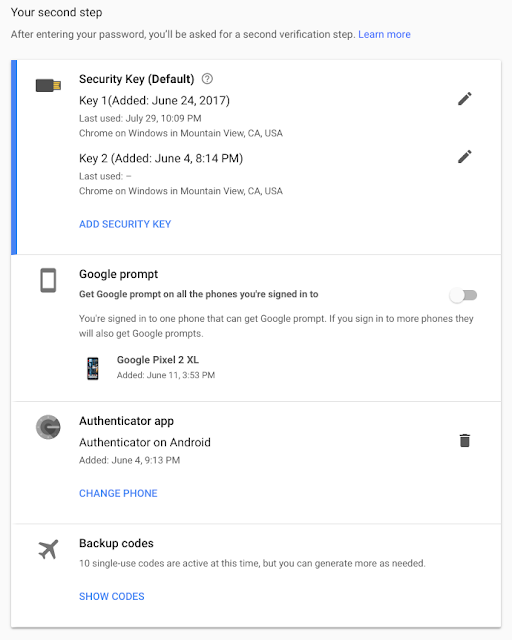 Your second step
After entering your password, you'll be asked for a second verification step. Learn more
Security Key (Default)
Key 1(Added: June 24, 2017)
Last used: July 29, 10:09 PM
Chrome on Windows in Mountain View, CA, USA
Key 2 (Added: June 4, 8:14 PM)
Last used: –
Chrome on Windows in Mountain View, CA, USA
ADD SECURITY KEY
Google prompt
Get Google prompt on all the phones you're signed in to
You're signed in to one phone that can get Google prompt. If you sign in to more phones they
will also get Google prompts.
Google Pixel 2 XL
Added: June 11, 3:53 PM
Authenticator app
Authenticator on Android
Added: June 4, 9:13 PM
CHANGE PHONE
Backup codes
10 single-use codes are active at this time, but you can generate more as needed.
SHOW CODES